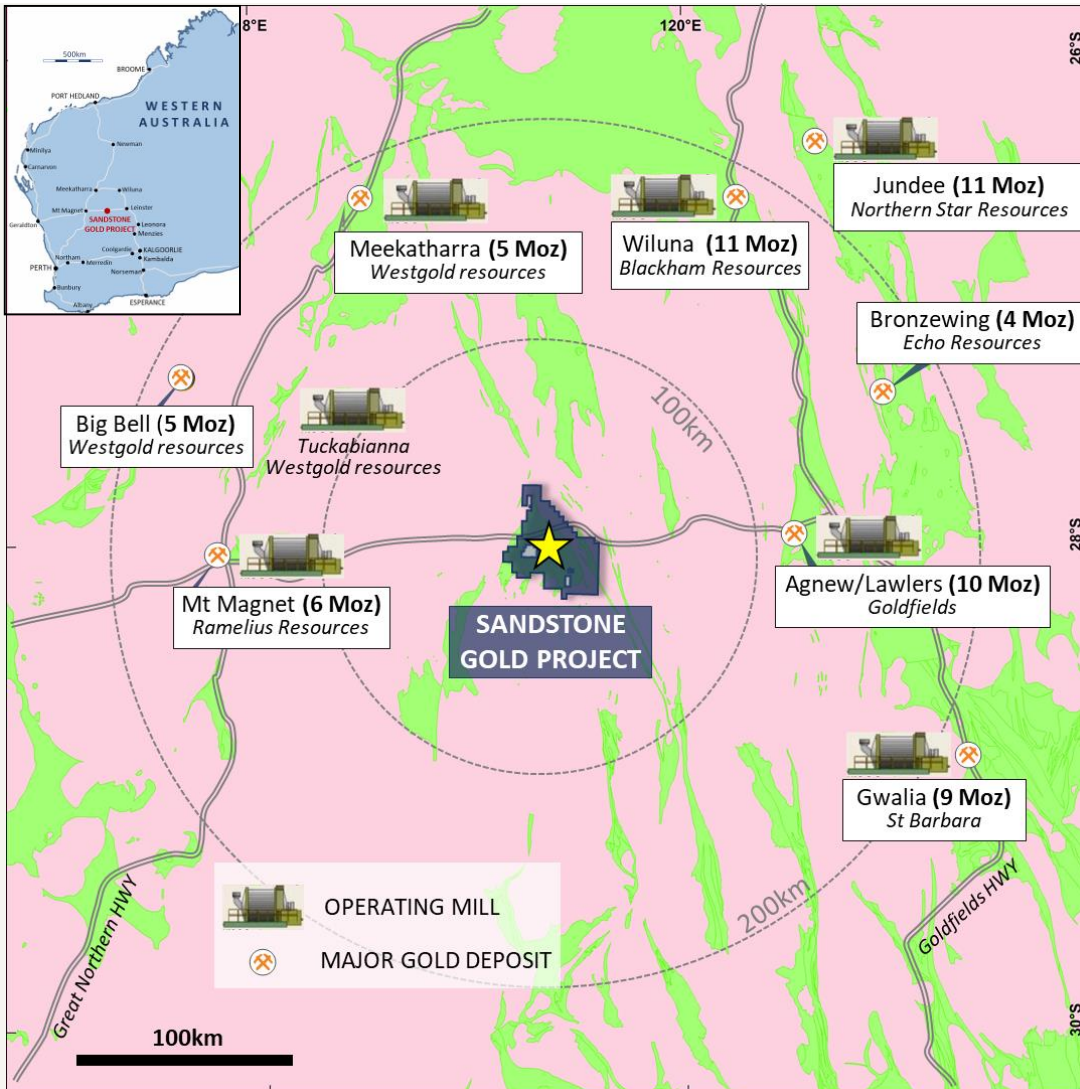 8°E
120°E
26°S
500km
BROOME
PORT HEDLAND
WESTERN
AUSTRALIA
Minilya
Newman
Carnarvon
Meekatharra
Wiluna
Mt Magnet
Leinster
SANDSTONE
GOLD PROJECT
Geraldton
Leonora
Menzies
Coolgardie
KALGOORLIE
Northam
Kambalda
PERTH
Merredin
Norseman
Bunbury
ESPERANCE
Albany
Jundee (11 Moz)
Northern Star Resources
Meekatharra (5 Moz)
Westgold resources
Wiluna (11 Moz)
Blackham Resources
Bronzewing (4 Moz)
Echo Resources
Big Bell (5 Moz)
Westgold resources
Tuckabianna
Westgold resources
100km
28°S
Mt Magnet (6 Moz)
Ramelius Resources
SANDSTONE
GOLD PROJECT
Agnew/Lawlers (10 Moz)
Goldfields
Gwalia (9 Moz)
St Barbara
200km
Goldfields HWY
Great Northern HWY
OPERATING MILL
MAJOR GOLD DEPOSIT
100km
30°S